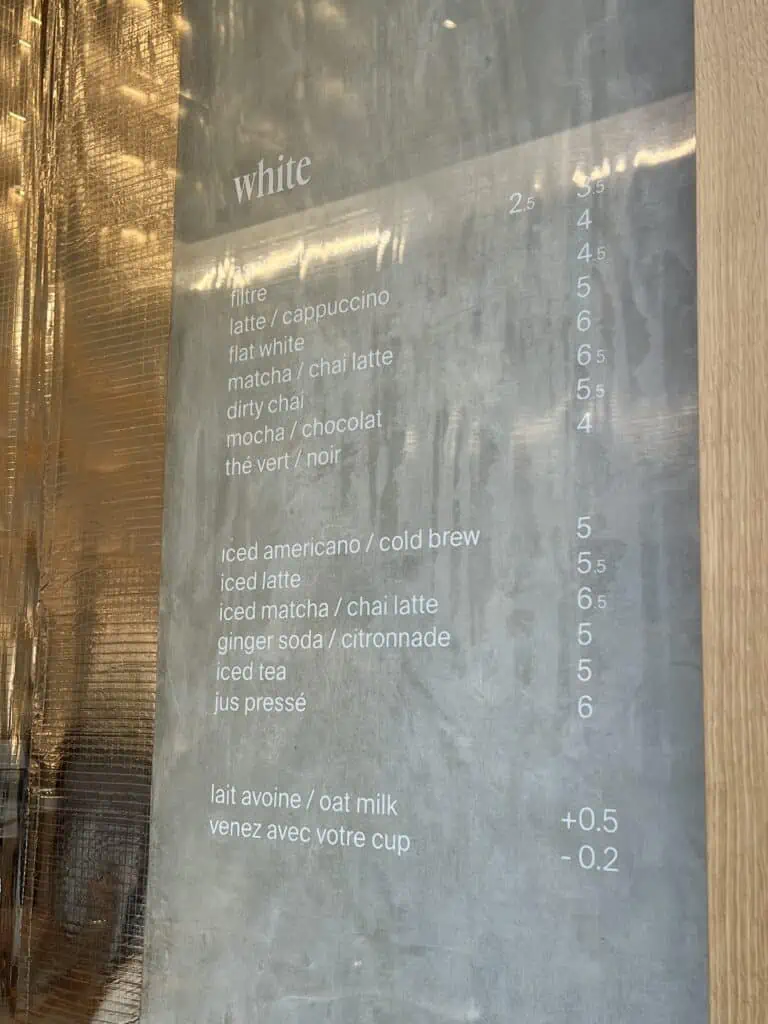 white
2.5 3.5
filtre 4
latte / cappuccino 4.5
flat white 5
matcha / chai latte 6
dirty chai 6.5
mocha / chocolat 5.5
thé vert / noir 4
iced americano / cold brew 5
iced latte 5.5
iced matcha / chai latte 6.5
ginger soda / citronnade 5
iced tea 5
jus pressé 6
lait avoine / oat milk +0.5
venez avec votre cup - 0.2